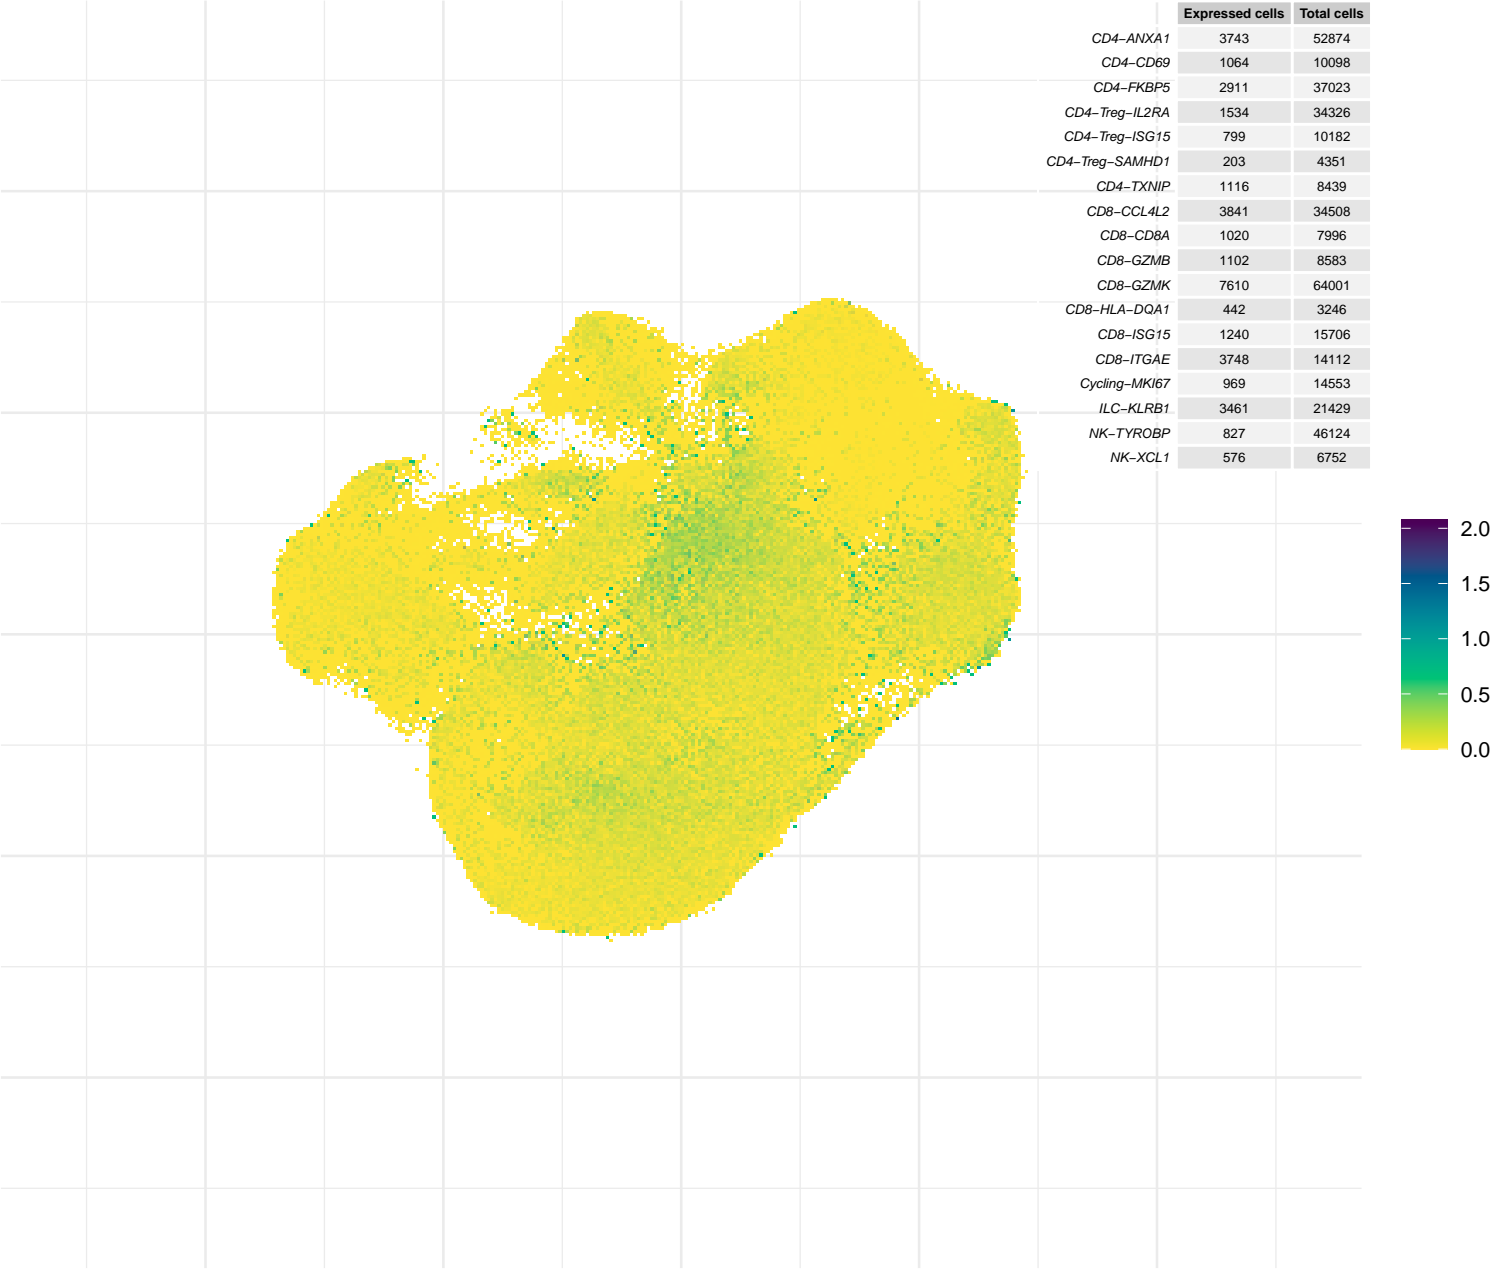 Expressed cells Total cells
CD4−ANXA1 3743 52874
CD4−CD69 1064 10098
CD4−FKBP5 2911 37023
CD4−Treg−IL2RA 1534 34326
CD4−Treg−ISG15 799 10182
CD4−Treg−SAMHD1 203 4351
CD4−TXNIP 1116 8439
CD8−CCL4L2 3841 34508
CD8−CD8A 1020 7996
CD8−GZMB 1102 8583
CD8−GZMK 7610 64001
CD8−HLA−DQA1 442 3246
CD8−ISG15 1240 15706
CD8−ITGAE 3748 14112
Cycling−MKI67 969 14553
ILC−KLRB1 3461 21429
NK−TYROBP 827 46124
NK−XCL1 576 6752
2.0
1.5
1.0
0.5
0.0